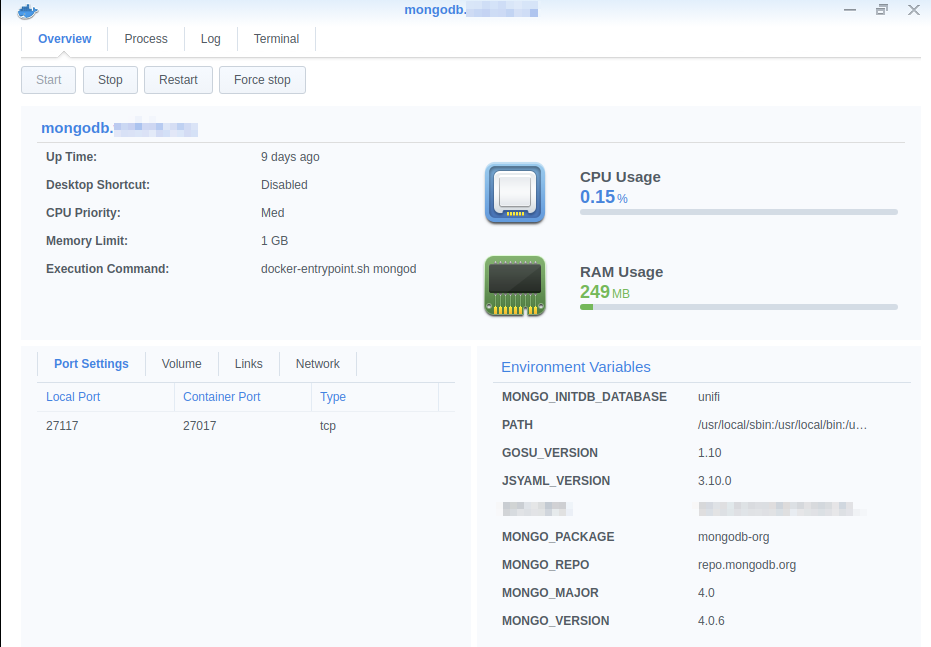 mongodb.
Overview Process Log Terminal
Start Stop Restart Force stop
mongodb.
Up Time: 9 days ago
Desktop Shortcut: Disabled
CPU Priority: Med
Memory Limit: 1 GB
Execution Command: docker-entrypoint.sh mongod
CPU Usage
0.15 %
RAM Usage
249 MB
Port Settings Volume Links Network
Local Port Container Port Type
27117 27017 tcp
Environment Variables
MONGO_INITDB_DATABASE unifi
PATH /usr/local/sbin:/usr/local/bin:/u…
GOSU_VERSION 1.10
JSYAML_VERSION 3.10.0
MONGO_PACKAGE mongodb-org
MONGO_REPO repo.mongodb.org
MONGO_MAJOR 4.0
MONGO_VERSION 4.0.6